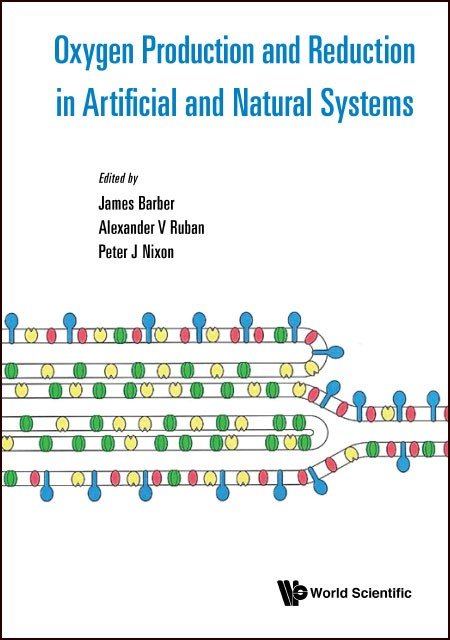 Oxygen Production and Reduction
in Artificial and Natural Systems
Edited by
James Barber
Alexander V Ruban
Peter J Nixon
World Scientific